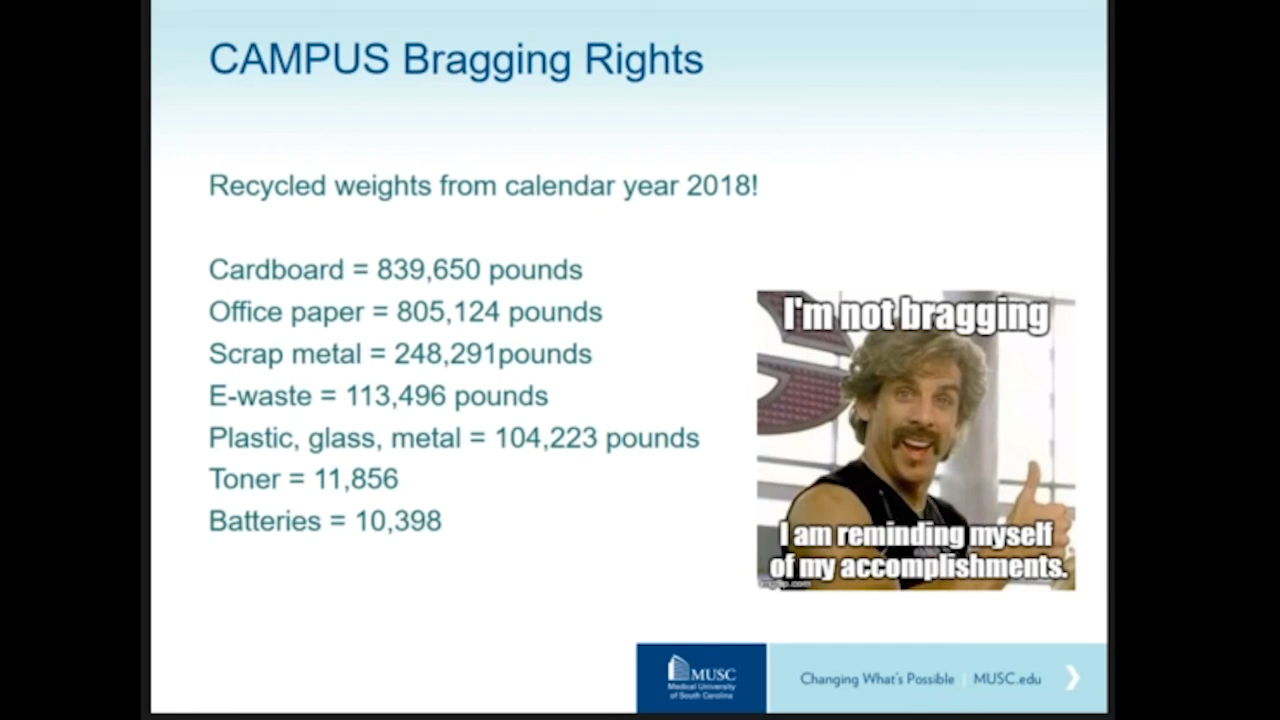 CAMPUS Bragging Rights
Recycled weights from calendar year 2018!
Cardboard = 839,650 pounds
Office paper = 805,124 pounds
Scrap metal = 248,291pounds
E-waste = 113,496 pounds
Plastic, glass, metal = 104,223 pounds
Toner = 11,856
Batteries = 10,398
I'm not bragging
I am reminding myself
of my accomplishments.
imgflip.com
MUSC
Medical University
of South Carolina
Changing What's Possible | MUSC.edu